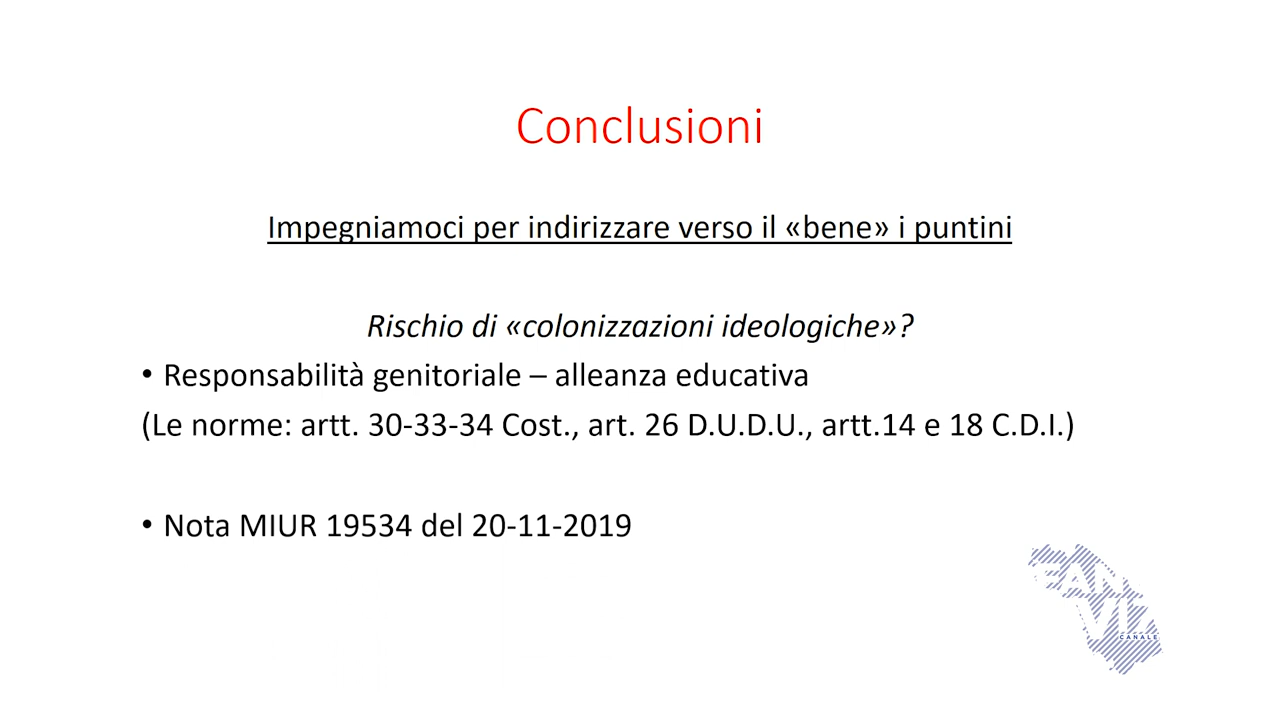 Conclusioni
Impegniamoci per indirizzare verso il «bene» i puntini
Rischio di «colonizzazioni ideologiche»?
• Responsabilità genitoriale – alleanza educativa
(Le norme: artt. 30-33-34 Cost., art. 26 D.U.D.U., artt.14 e 18 C.D.I.)
• Nota MIUR 19534 del 20-11-2019
CANALE